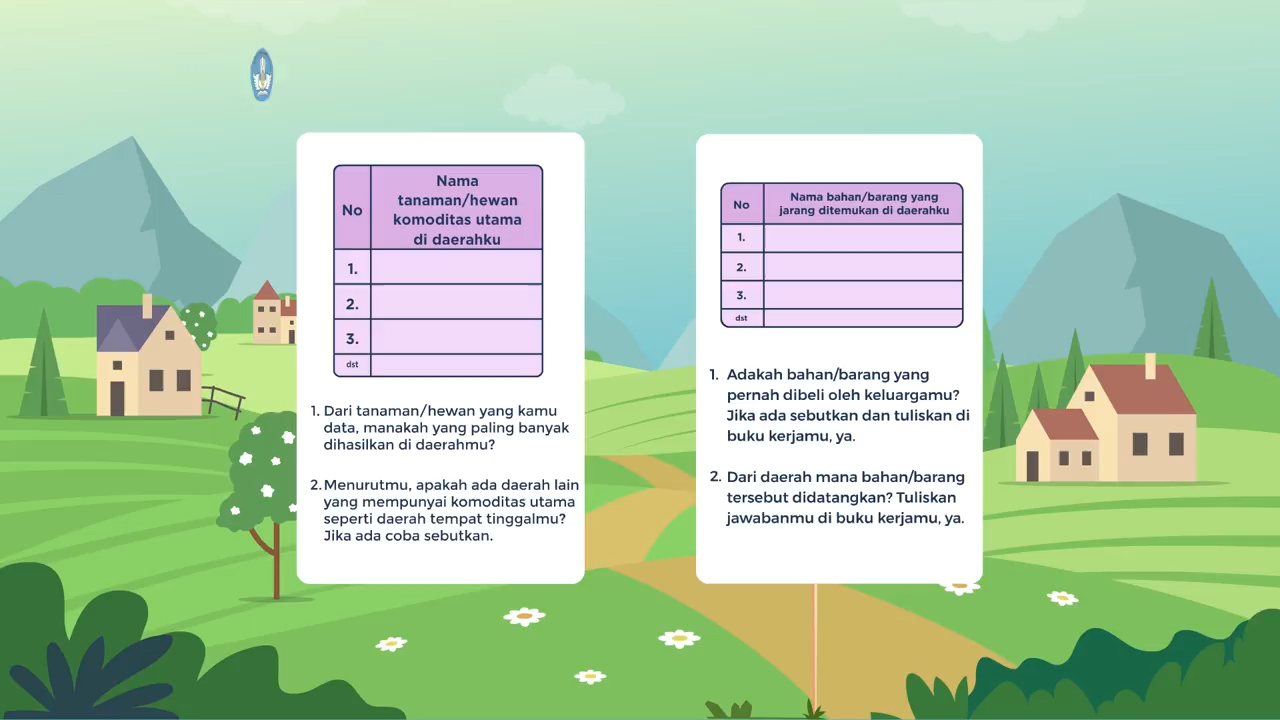 No
Nama
tanaman/hewan
komoditas utama
di daerahku
1.
2.
3.
dst
1. Dari tanaman/hewan yang kamu
data, manakah yang paling banyak
dihasilkan di daerahmu?
2. Menurutmu, apakah ada daerah lain
yang mempunyai komoditas utama
seperti daerah tempat tinggalmu?
Jika ada coba sebutkan.
No
Nama bahan/barang yang
jarang ditemukan di daerahku
1.
2.
3.
dst
1. Adakah bahan/barang yang
pernah dibeli oleh keluargamu?
Jika ada sebutkan dan tuliskan di
buku kerjamu, ya.
2. Dari daerah mana bahan/barang
tersebut didatangkan? Tuliskan
jawabanmu di buku kerjamu, ya.